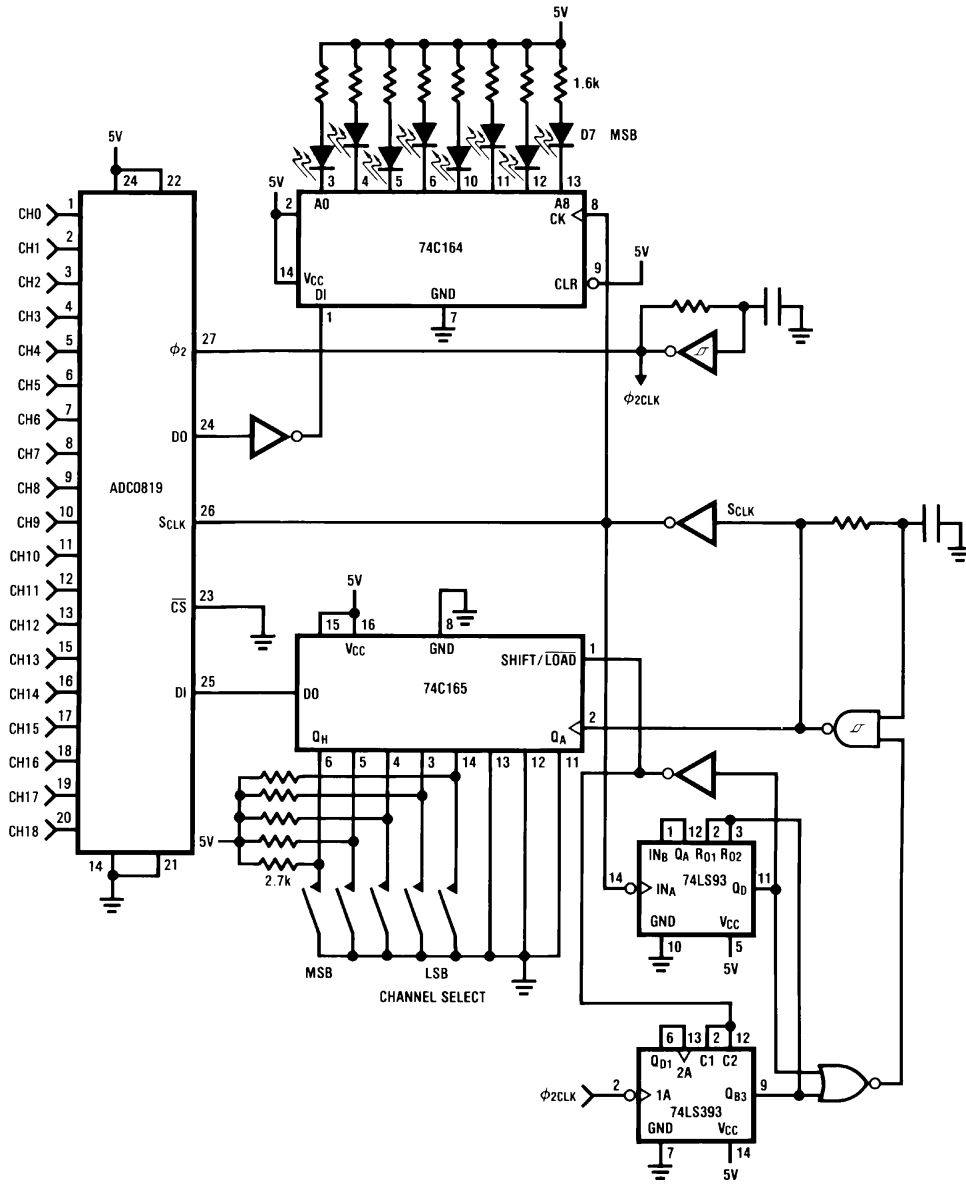 5V
1.6k
D7 MSB
5V
24 22
5V
3 4 5 6 10 11 12 13
2 A0 A8 8
CK
74C164
5V
14 VCC
9
CLR
DI GND
1 7
CH0 1
CH1 2
CH2 3
CH3 4
CH4 5
CH5 6
CH6 7
CH7 8
CH8 9
CH9 10
CH10 11
CH11 12
CH12 13
CH13 15
CH14 16
CH15 17
CH16 18
CH17 19
CH18 20
ADC0819
ϕ2 27
DO 24
SCLK 26
CS 23
DI 25
14 21
ϕ2CLK
SCLK
5V
15 16 8
VCC GND
SHIFT/LOAD 1
74C165
DO
2
QH QA
6 5 4 3 14 13 12 11
5V
2.7k
MSB LSB
CHANNEL SELECT
1 12 2 3
INB QA R01 R02
74LS93
14 INA
QD 11
GND VCC
10 5
5V
6 13 2 12
QD1 C1 C2
2A
ϕ2CLK 2 1A
QB3 9
74LS393
GND VCC
7 14
5V